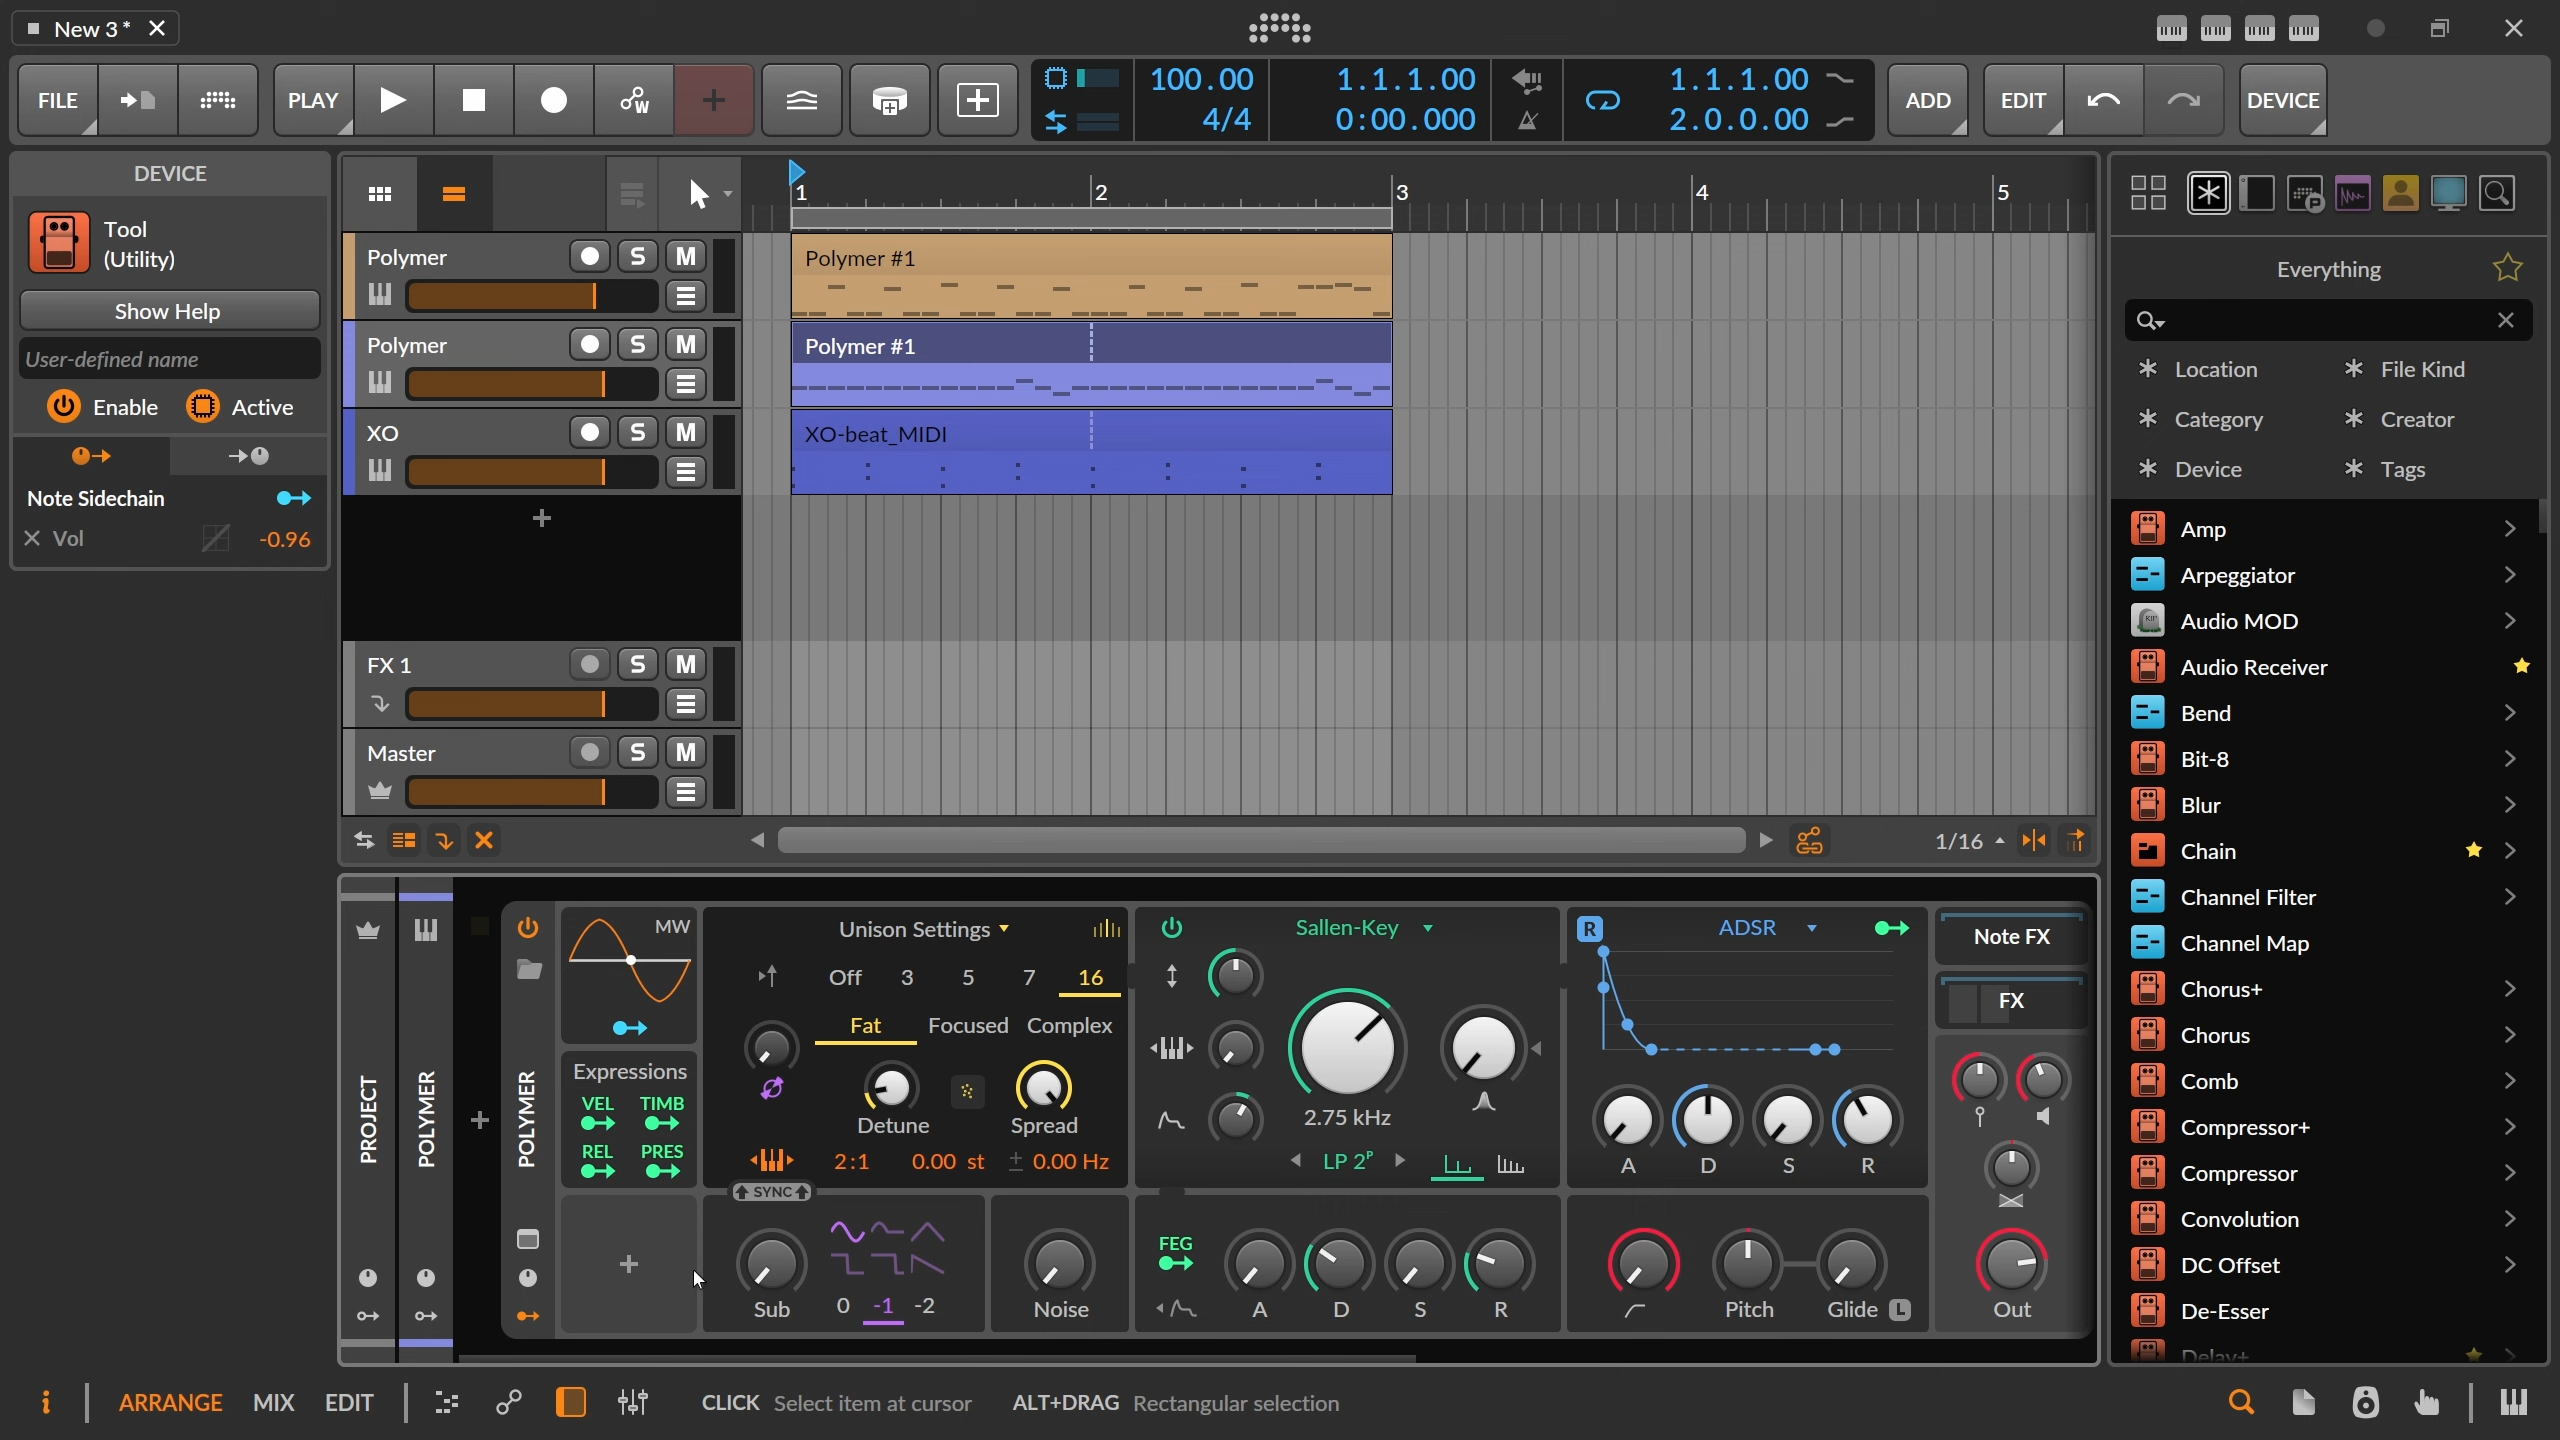 New 3*
FILE
PLAY
W
100.00
4/4
1.1.1.00
0:00.000
1.1.1.00
2.0.0.00
ADD
EDIT
DEVICE
DEVICE
Tool
(Utility)
Show Help
User-defined name
Enable
Active
Note Sidechain
Vol
-0.96
1
2
3
4
5
Polymer
S
M
Polymer #1
Polymer
S
M
Polymer #1
XO
S
M
XO-beat_MIDI
FX 1
S
M
Master
S
M
1/16
PROJECT
POLYMER
POLYMER
MW
Expressions
VEL TIMB
REL PRES
Unison Settings
Off 3 5 7 16
Fat Focused Complex
Detune Spread
2:1 0.00 st 0.00 Hz
SYNC
Sub
0 -1 -2
Noise
Sallen-Key
2.75 kHz
LP 2P
FEG
A D S R
R
ADSR
A D S R
Pitch
Glide L
Note FX
FX
Out
P
Everything
Location
File Kind
Category
Creator
Device
Tags
Amp
Arpeggiator
Audio MOD
Audio Receiver
Bend
Bit-8
Blur
Chain
Channel Filter
Channel Map
Chorus+
Chorus
Comb
Compressor+
Compressor
Convolution
DC Offset
De-Esser
Delay+
i
ARRANGE MIX EDIT
CLICK Select item at cursor ALT+DRAG Rectangular selection